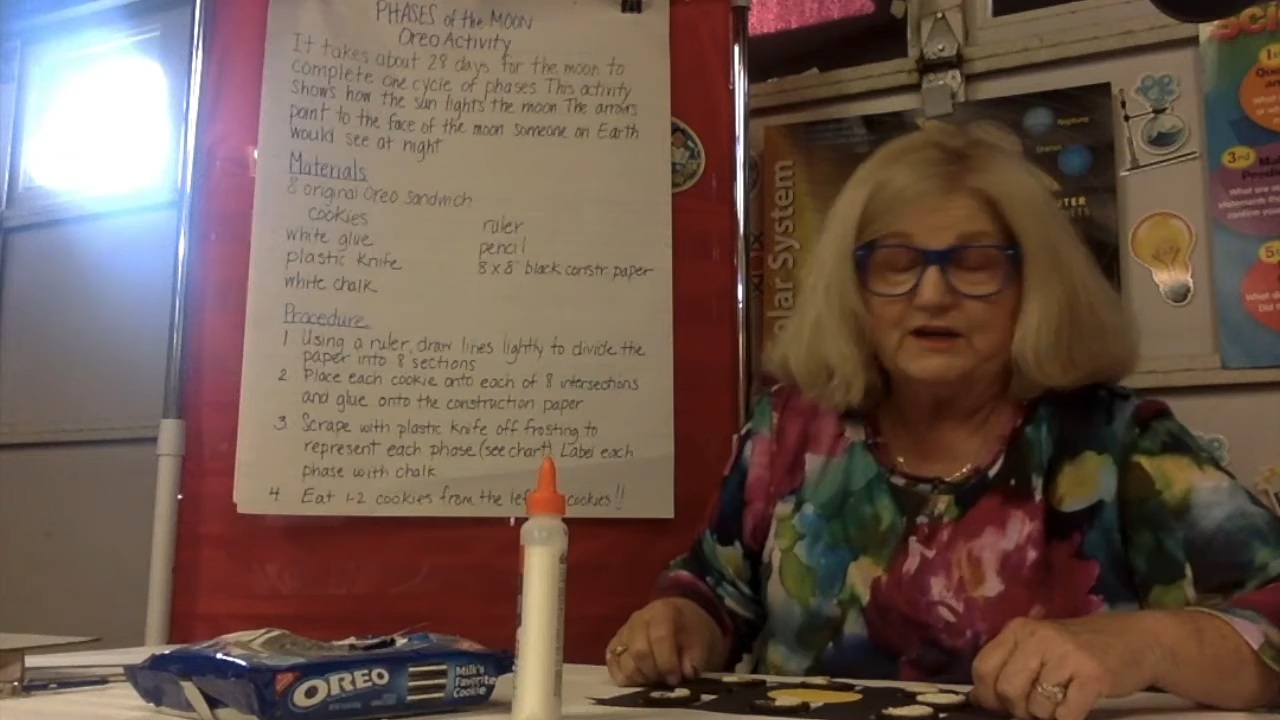 PHASES of the MOON
Oreo Activity
It takes about 28 days for the moon to
complete one cycle of phases This activity
shows how the sun lights the moon The arrows
point to the face of the moon someone on Earth
would see at night
Materials
8 original Oreo sandwich
cookies
white glue
plastic knife
white chalk
ruler
pencil
8 x 8" black constr. paper
Procedure
1 Using a ruler, draw lines lightly to divide the
paper into 8 sections
2 Place each cookie onto each of 8 intersections
and glue onto the construction paper
3. Scrape with plastic knife off frosting to
represent each phase (see chart) Label each
phase with chalk
4 Eat 1-2 cookies from the cookies!!
OREO
Milk's
Favorite
Cookie
Neptune
Uranus
lar System
3rd
5